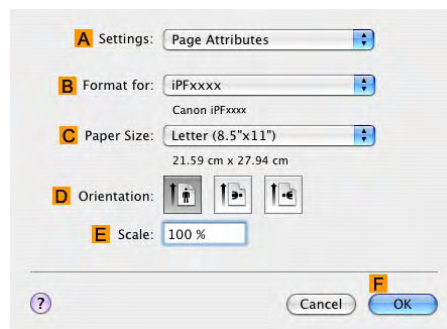 A Settings: Page Attributes
B Format for: iPFxxxx
Canon iPFxxxx
C Paper Size: Letter (8.5"x11")
21.59 cm x 27.94 cm
D Orientation:
E Scale: 100 %
F
? Cancel OK